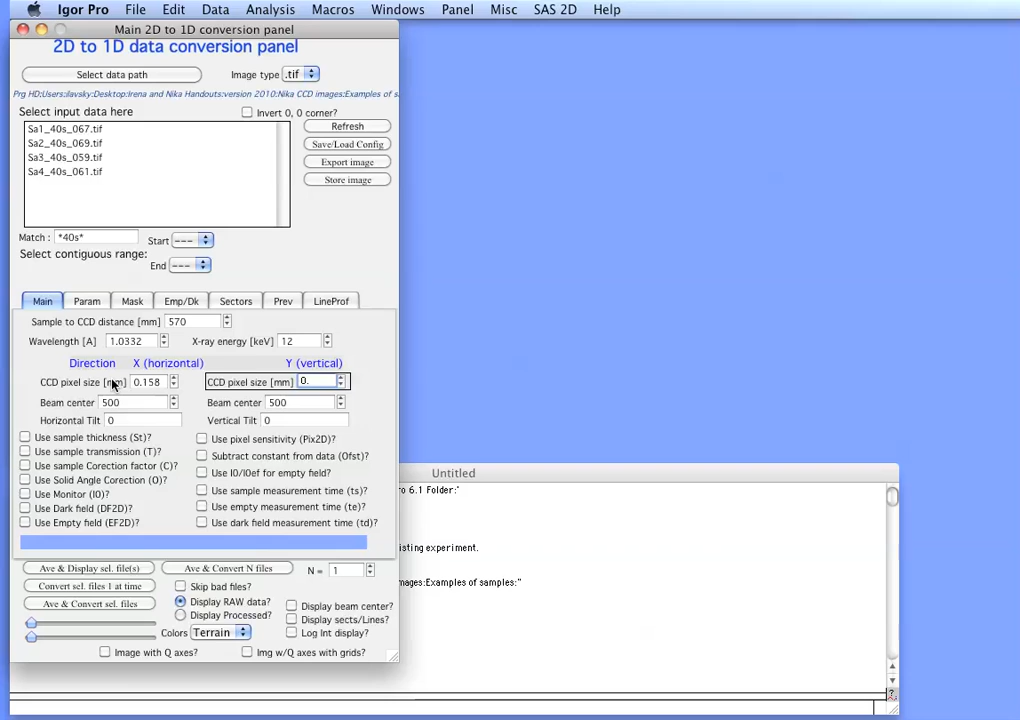 Igor Pro File Edit Data Analysis Macros Windows Panel Misc SAS 2D Help
Main 2D to 1D conversion panel
2D to 1D data conversion panel
Select data path Image type .tif
Prg HD:Users:ilavsky:Desktop:Irena and Nika Handouts:version 2010:Nika CCD images:Examples of s
Select input data here Invert 0, 0 corner?
Sa1_40s_067.tif
Sa2_40s_069.tif
Sa3_40s_059.tif
Sa4_40s_061.tif
Refresh
Save/Load Config
Export image
Store image
Match : *40s* Start ---
Select contiguous range:
End ---
Main Param Mask Emp/Dk Sectors Prev LineProf
Sample to CCD distance [mm] 570
Wavelength [A] 1.0332 X-ray energy [keV] 12
Direction X (horizontal) Y (vertical)
CCD pixel size [mm] 0.158 CCD pixel size [mm] 0.
Beam center 500 Beam center 500
Horizontal Tilt 0 Vertical Tilt 0
Use sample thickness (St)? Use pixel sensitivity (Pix2D)?
Use sample transmission (T)? Subtract constant from data (Ofst)?
Use sample Corection factor (C)? Use I0/I0ef for empty field?
Use Solid Angle Corection (O)? Use sample measurement time (ts)?
Use Monitor (I0)? Use empty measurement time (te)?
Use Dark field (DF2D)? Use dark field measurement time (td)?
Use Empty field (EF2D)?
Ave & Display sel. file(s) Ave & Convert N files N = 1
Convert sel. files 1 at time Skip bad files?
Ave & Convert sel. files Display RAW data? Display beam center?
Display Processed? Display sects/Lines?
Colors Terrain Log Int display?
Image with Q axes? Img w/Q axes with grids?
Untitled
ro 6.1 Folder:"
isting experiment.
mages:Examples of samples:"
?